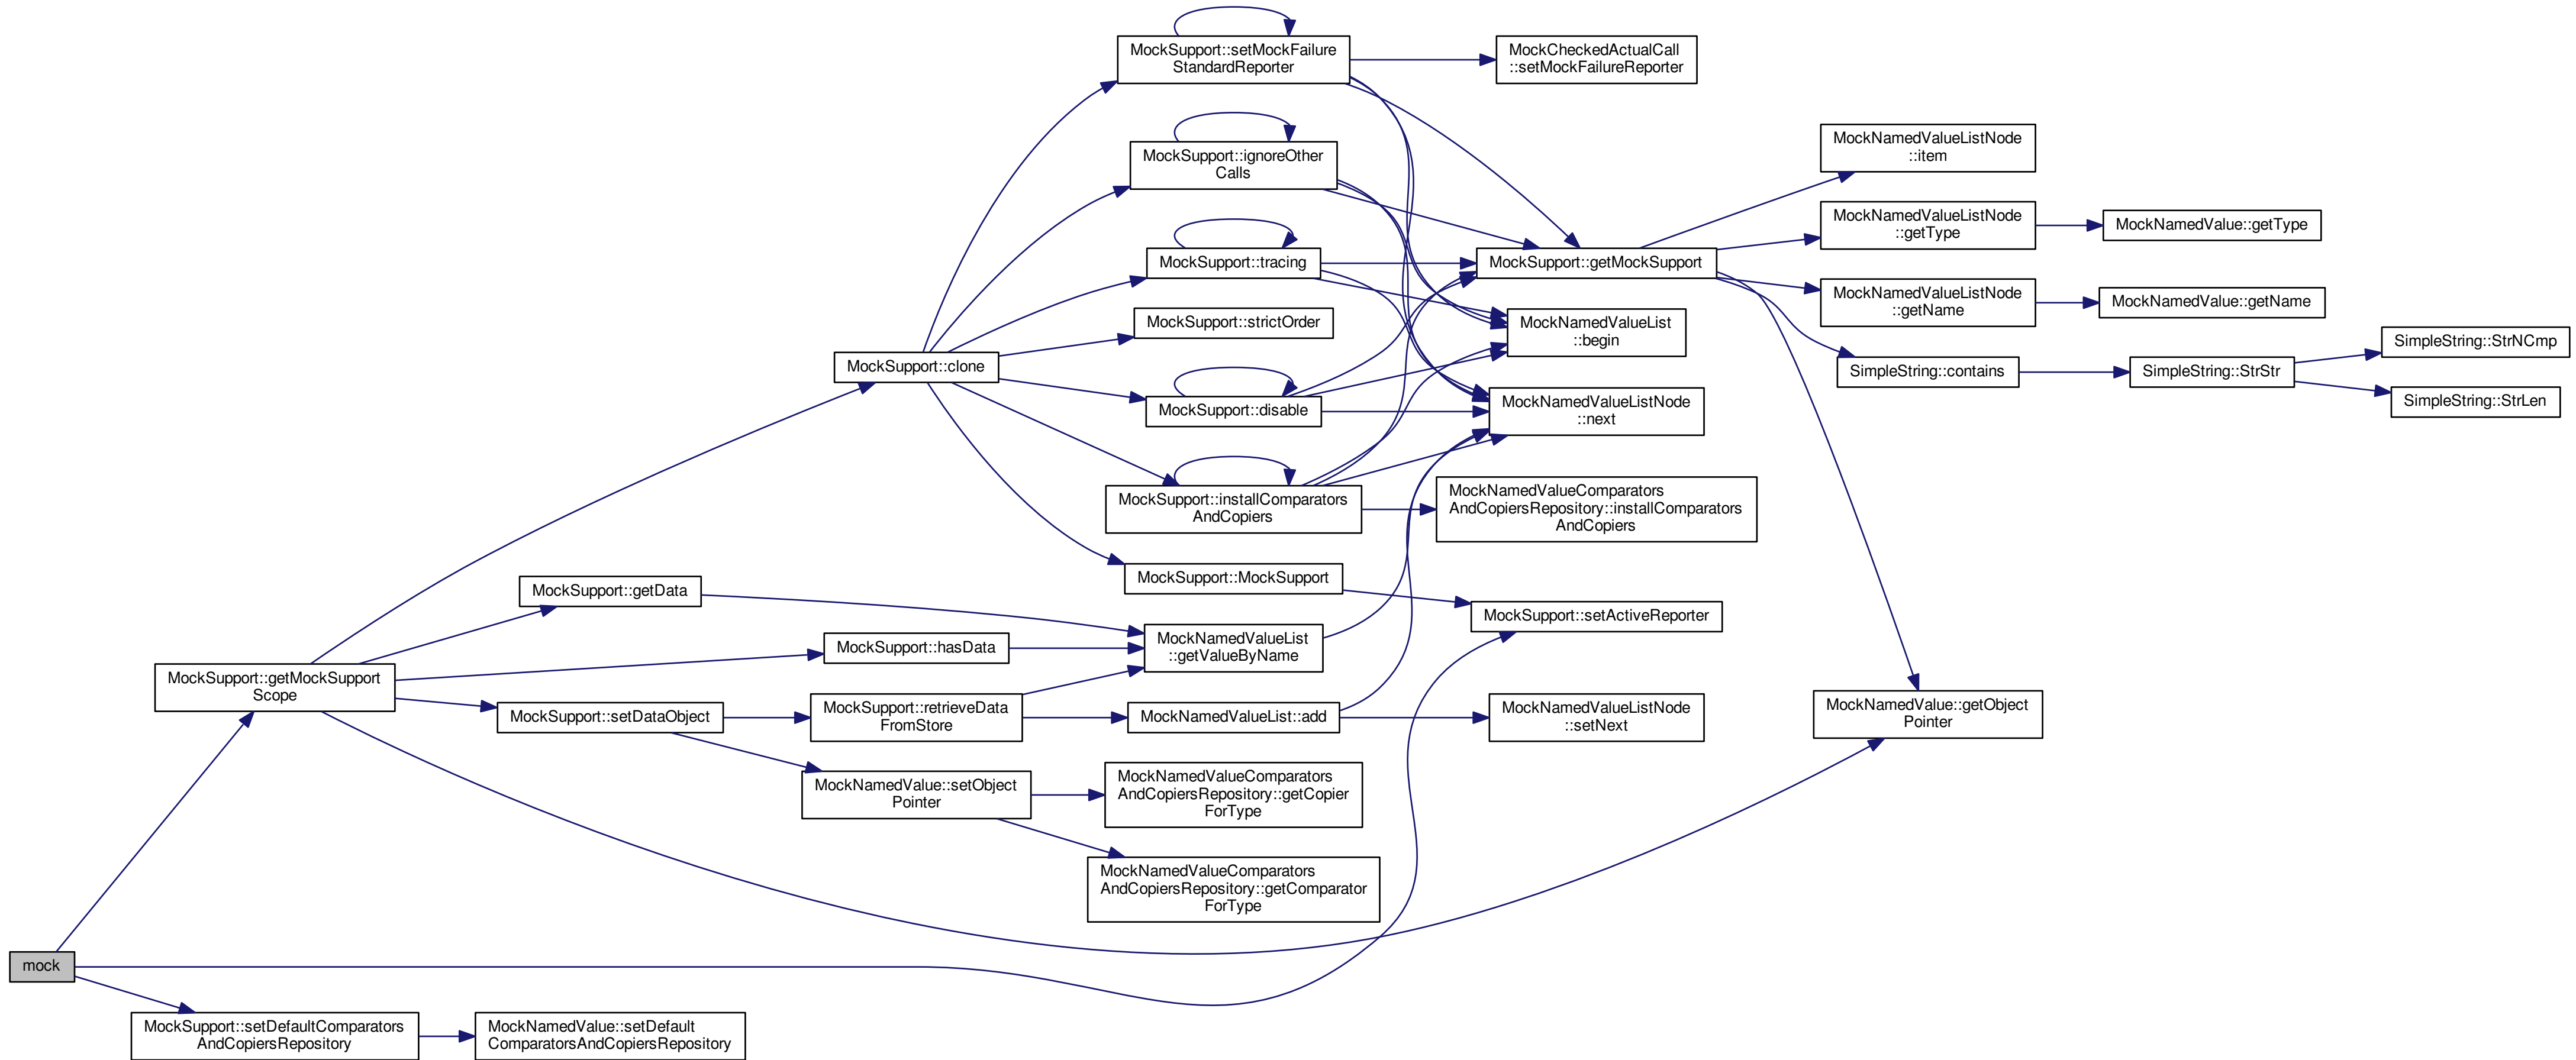 MockSupport::setMockFailure
StandardReporter
MockCheckedActualCall
::setMockFailureReporter
MockSupport::ignoreOther
Calls
MockNamedValueListNode
::item
MockSupport::tracing
MockSupport::getMockSupport
MockNamedValueListNode
::getType
MockNamedValue::getType
MockNamedValueListNode
::getName
MockNamedValue::getName
MockSupport::strictOrder
MockNamedValueList
::begin
MockSupport::clone
SimpleString::contains
SimpleString::StrStr
SimpleString::StrNCmp
SimpleString::StrLen
MockSupport::disable
MockNamedValueListNode
::next
MockSupport::installComparators
AndCopiers
MockNamedValueComparators
AndCopiersRepository::installComparators
AndCopiers
MockSupport::MockSupport
MockSupport::getData
MockSupport::setActiveReporter
MockSupport::hasData
MockNamedValueList
::getValueByName
MockSupport::getMockSupport
Scope
MockSupport::setDataObject
MockSupport::retrieveData
FromStore
MockNamedValueList::add
MockNamedValueListNode
::setNext
MockNamedValue::getObject
Pointer
MockNamedValue::setObject
Pointer
MockNamedValueComparators
AndCopiersRepository::getCopier
ForType
MockNamedValueComparators
AndCopiersRepository::getComparator
ForType
mock
MockSupport::setDefaultComparators
AndCopiersRepository
MockNamedValue::setDefault
ComparatorsAndCopiersRepository